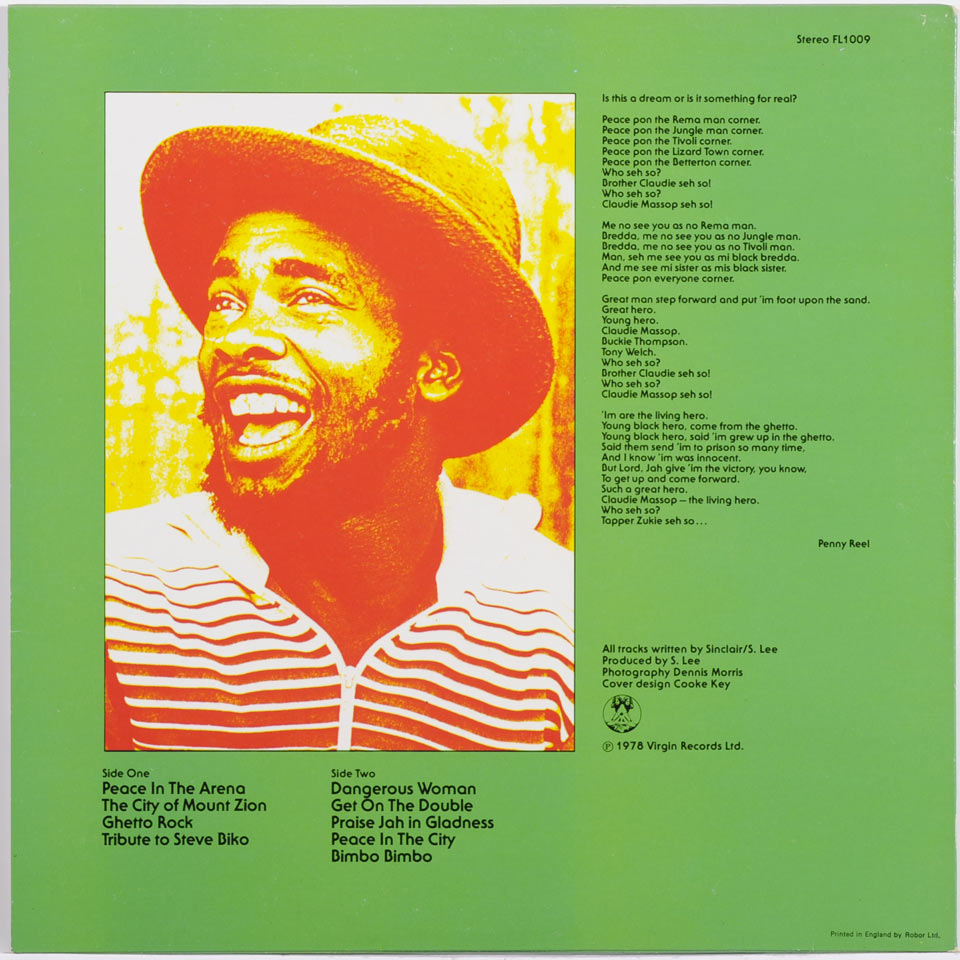 Stereo FL1009
Is this a dream or is it something for real?
Peace pon the Rema man corner.
Peace pon the Jungle man corner.
Peace pon the Tivoli corner.
Peace pon the Lizard Town corner.
Peace pon the Betterton corner.
Who seh so?
Brother Claudie seh so!
Who seh so?
Claudie Massop seh so!
Me no see you as no Rema man.
Bredda, me no see you as no Jungle man.
Bredda, me no see you as no Tivoli man.
Man, seh me see you as mi black bredda.
And me see mi sister as mis black sister.
Peace pon everyone corner.
Great man step forward and put 'im foot upon the sand.
Great hero.
Young hero.
Claudie Massop.
Buckie Thompson.
Tony Welch.
Who seh so?
Brother Claudie seh so!
Who seh so?
Claudie Massop seh so!
'Im are the living hero.
Young black hero, come from the ghetto.
Young black hero, said 'im grew up in the ghetto.
Said them send 'im to prison so many time,
And I know 'im was innocent.
But Lord, Jah give 'im the victory, you know,
To get up and come forward.
Such a great hero.
Claudie Massop – the living hero.
Who seh so?
Tapper Zukie seh so...
Penny Reel
All tracks written by Sinclair/S. Lee
Produced by S. Lee
Photography Dennis Morris
Cover design Cooke Key
℗ 1978 Virgin Records Ltd.
Side One
Peace In The Arena
The City of Mount Zion
Ghetto Rock
Tribute to Steve Biko
Side Two
Dangerous Woman
Get On The Double
Praise Jah in Gladness
Peace In The City
Bimbo Bimbo
Printed in England by Robor Ltd.